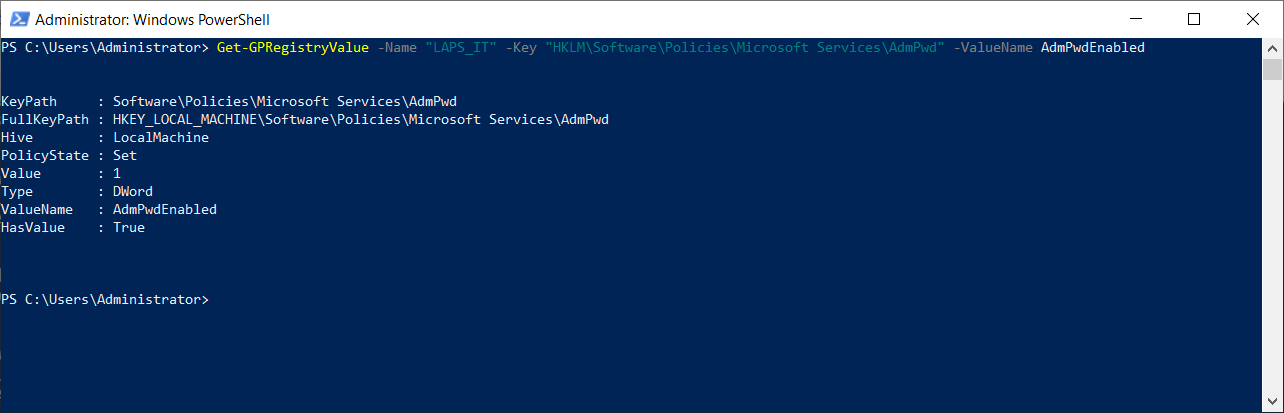 Administrator: Windows PowerShell
PS C:\Users\Administrator> Get-GPRegistryValue -Name "LAPS_IT" -Key "HKLM\Software\Policies\Microsoft Services\AdmPwd" -ValueName AdmPwdEnabled
KeyPath     : Software\Policies\Microsoft Services\AdmPwd
FullKeyPath : HKEY_LOCAL_MACHINE\Software\Policies\Microsoft Services\AdmPwd
Hive        : LocalMachine
PolicyState : Set
Value       : 1
Type        : DWord
ValueName   : AdmPwdEnabled
HasValue    : True
PS C:\Users\Administrator>